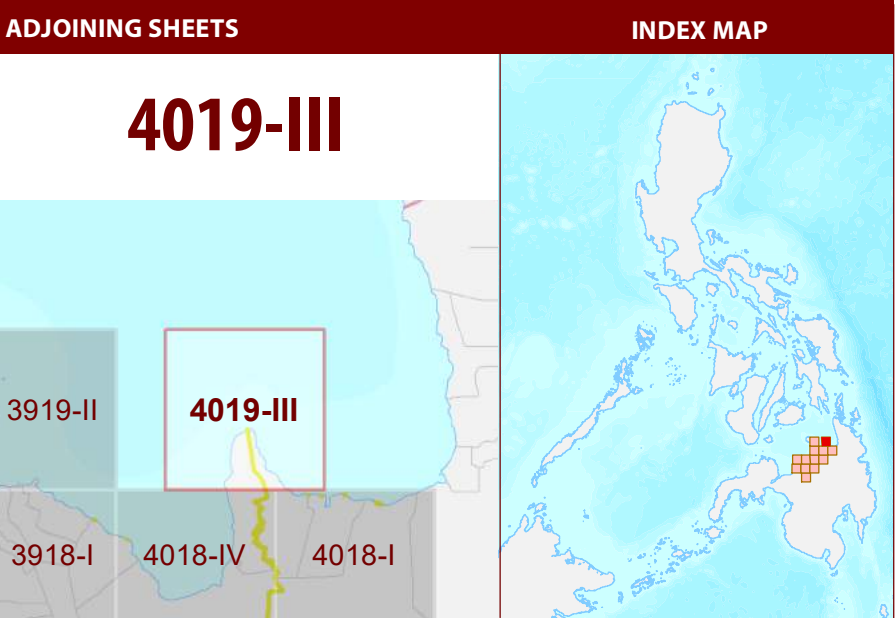 ADJOINING SHEETS
INDEX MAP
4019-III
3919-II
4019-III
3918-I
4018-IV
4018-I